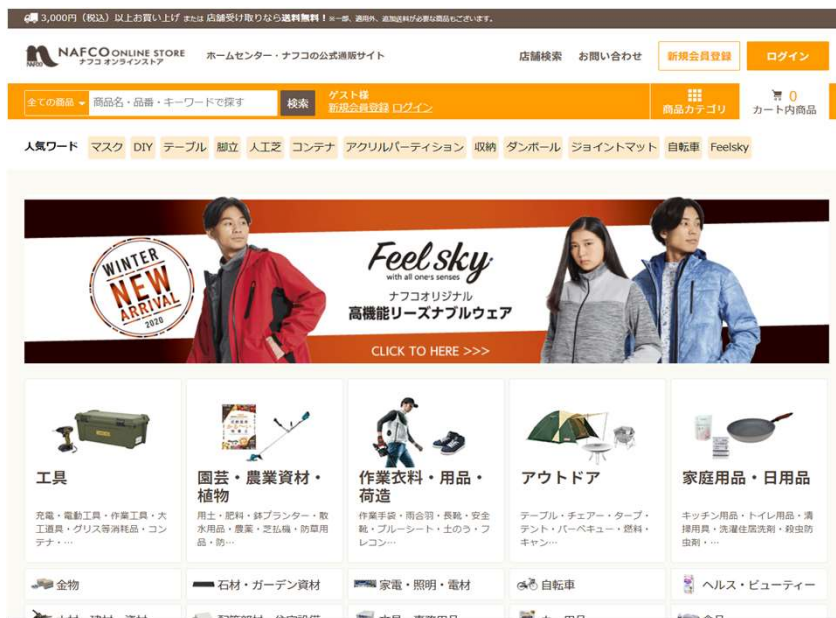 3,000円（税込）以上お買い上げ または 店舗受け取りなら送料無料！※一部、適用外、追加送料が必要な商品もございます。
NAFCO ONLINE STORE
ナフコ オンラインストア
NAFCO
ホームセンター・ナフコの公式通販サイト
店舗検索 お問い合わせ 新規会員登録 ログイン
全ての商品 商品名・品番・キーワードで探す 検索
ゲスト様
新規会員登録 ログイン
商品カテゴリ
0
カート内商品
人気ワード マスク DIY テーブル 脚立 人工芝 コンテナ アクリルパーティション 収納 ダンボール ジョイントマット 自転車 Feelsky
WINTER
NEW
ARRIVAL
2020
Feelsky
with all one's senses
ナフコオリジナル
高機能リーズナブルウェア
CLICK TO HERE >>>
工具
充電・電動工具・作業工具・大
工道具・グリス等消耗品・コン
テナ・…
園芸・農業資材・
植物
用土・肥料・鉢プランター・散
水用品・農薬・芝刈機・防草用
品・防…
作業衣料・用品・
荷造
作業手袋・雨合羽・長靴・安全
靴・ブルーシート・土のう・フ
レコン…
アウトドア
テーブル・チェアー・タープ・
テント・バーベキュー・燃料・
キャン…
家庭用品・日用品
キッチン用品・トイレ用品・清
掃用具・洗濯住居洗剤・殺虫防
虫剤・…
金物
石材・ガーデン資材
家電・照明・電材
自転車
ヘルス・ビューティー